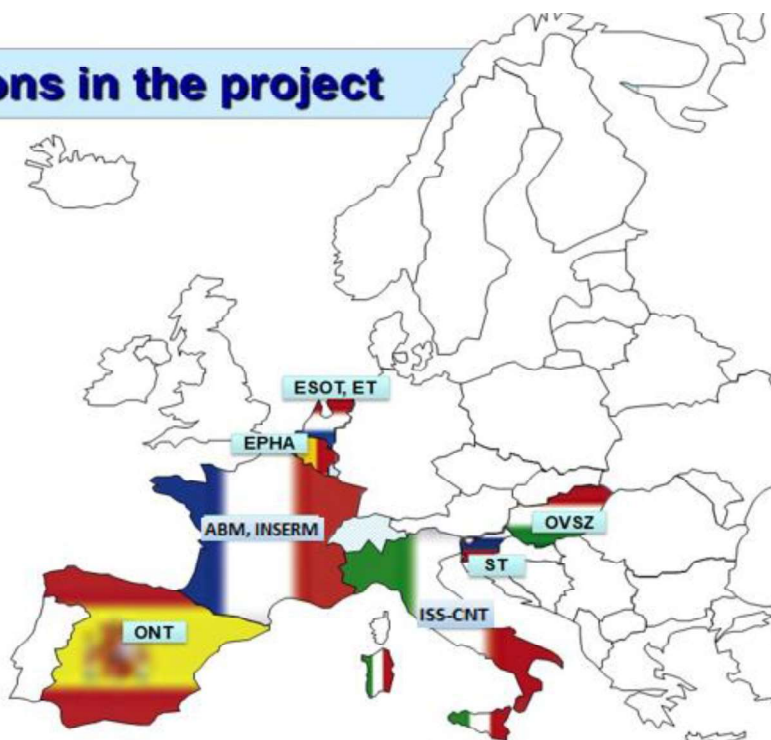 ons in the project
ESOT, ET
EPHA
ABM, INSERM
OVSZ
ST
ISS-CNT
ONT